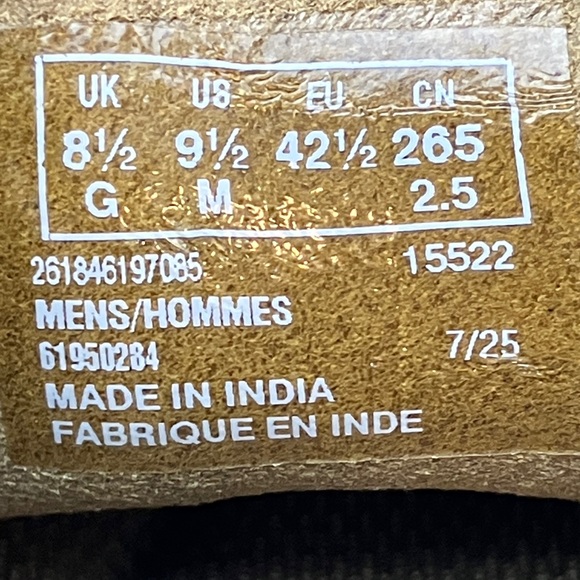 UK US EU CN
8½ 9½ 42½ 265
G M 2.5
261846197085 15522
MENS/HOMMES
61950284 7/25
MADE IN INDIA
FABRIQUE EN INDE